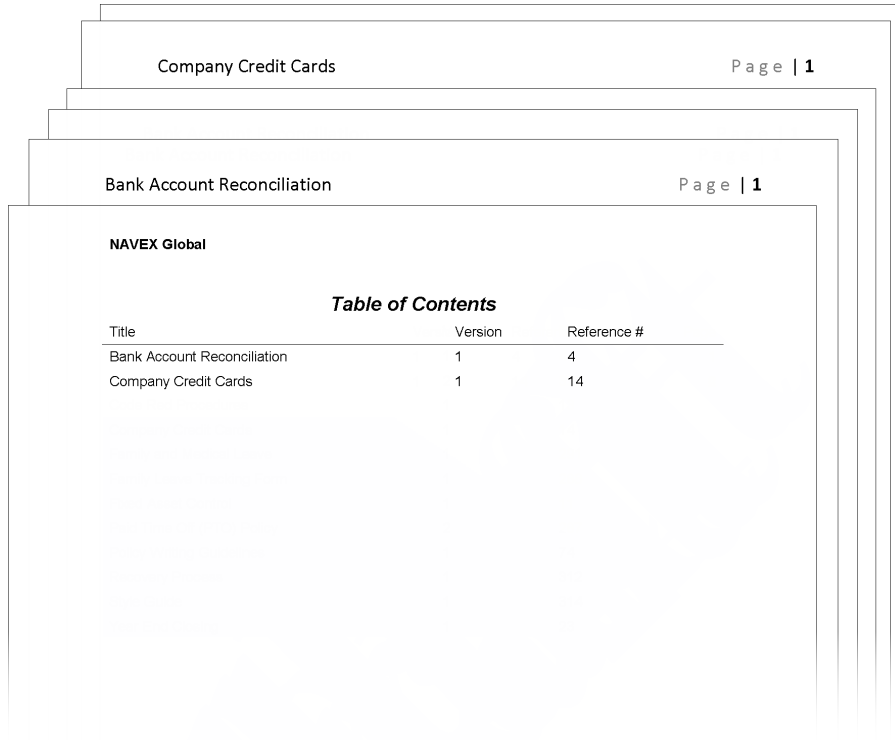 Company Credit Cards Page | 1
Bank Account Reconciliation Page | 1
NAVEX Global
Table of Contents
Title Version Reference #
Bank Account Reconciliation 1 4
Company Credit Cards 1 14